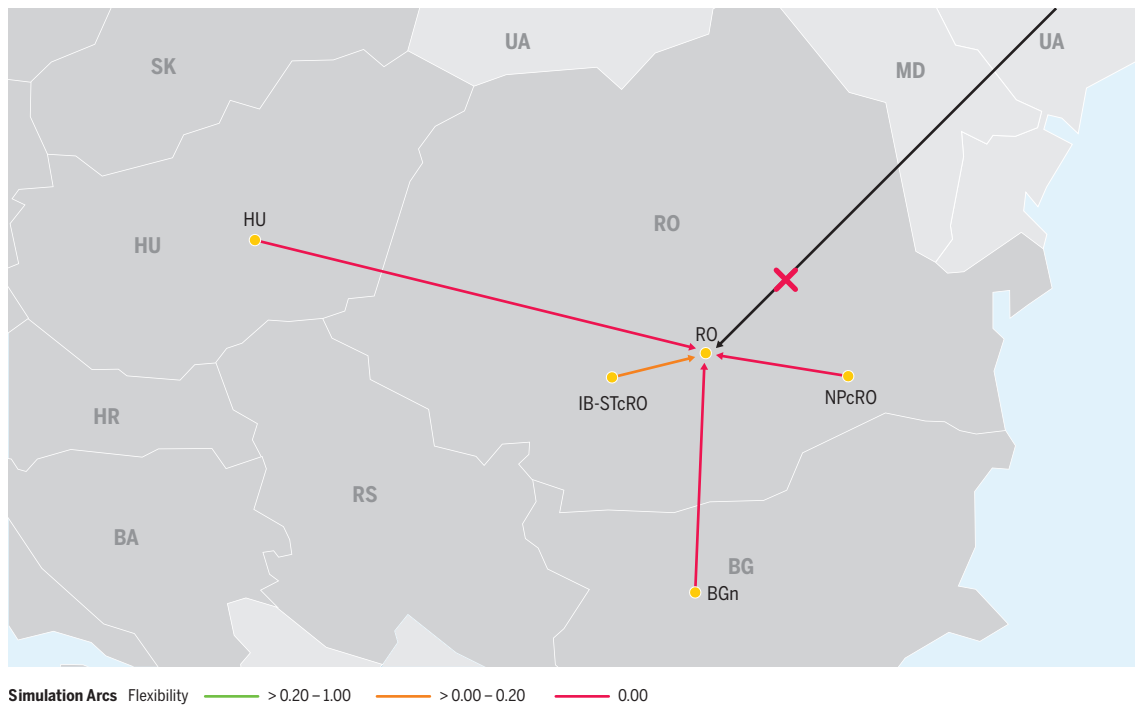 UA
UA
SK
MD
HU
RO
HU
RO
IB-STcRO
NPcRO
HR
RS
BA
BG
BGn
Simulation Arcs Flexibility > 0.20 – 1.00 > 0.00 – 0.20 0.00